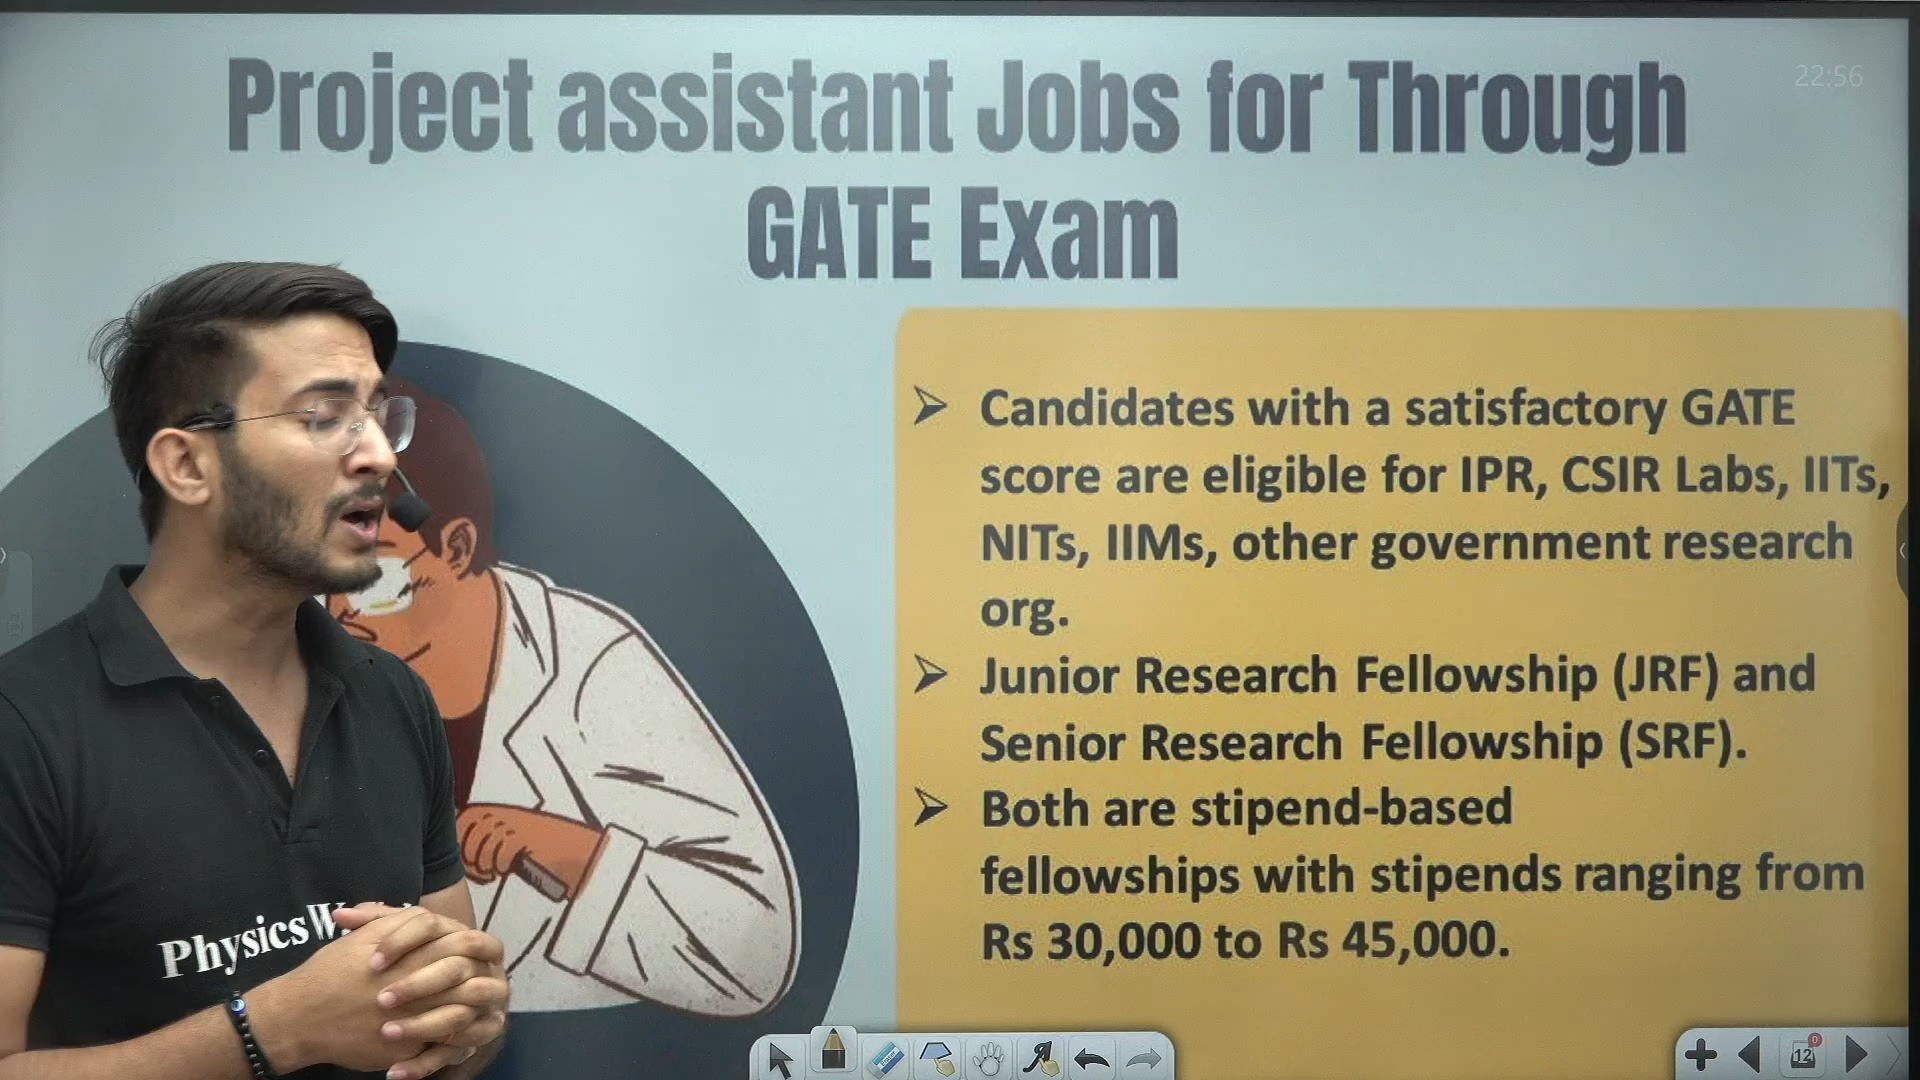 Project assistant Jobs for Through
GATE Exam
22:56
➢ Candidates with a satisfactory GATE
score are eligible for IPR, CSIR Labs, IITs,
NITs, IIMs, other government research
org.
➢ Junior Research Fellowship (JRF) and
Senior Research Fellowship (SRF).
➢ Both are stipend-based
fellowships with stipends ranging from
Rs 30,000 to Rs 45,000.
PhysicsW
12
0